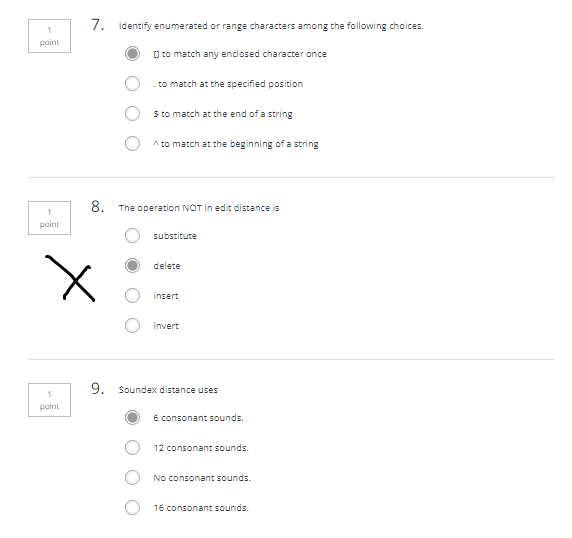 1
point
7. Identify enumerated or range characters among the following choices.
[] to match any enclosed character once
. to match at the specified position
$ to match at the end of a string
^ to match at the beginning of a string
1
point
8. The operation NOT in edit distance is
substitute
delete
insert
invert
1
point
9. Soundex distance uses
6 consonant sounds.
12 consonant sounds.
No consonant sounds.
16 consonant sounds.